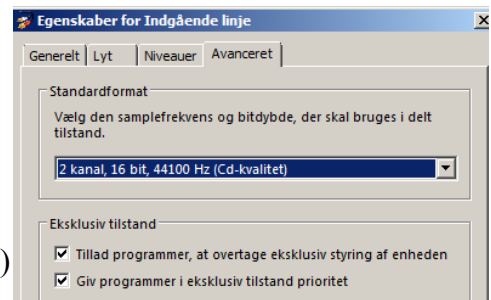 Egenskaber for Indgående linje
Generelt Lyt Niveauer Avanceret
Standardformat
Vælg den samplefrekvens og bitdybde, der skal bruges i delt
tilstand.
2 kanal, 16 bit, 44100 Hz (Cd-kvalitet)
Eksklusiv tilstand
Tillad programmer, at overtage eksklusiv styring af enheden
)
Giv programmer i eksklusiv tilstand prioritet